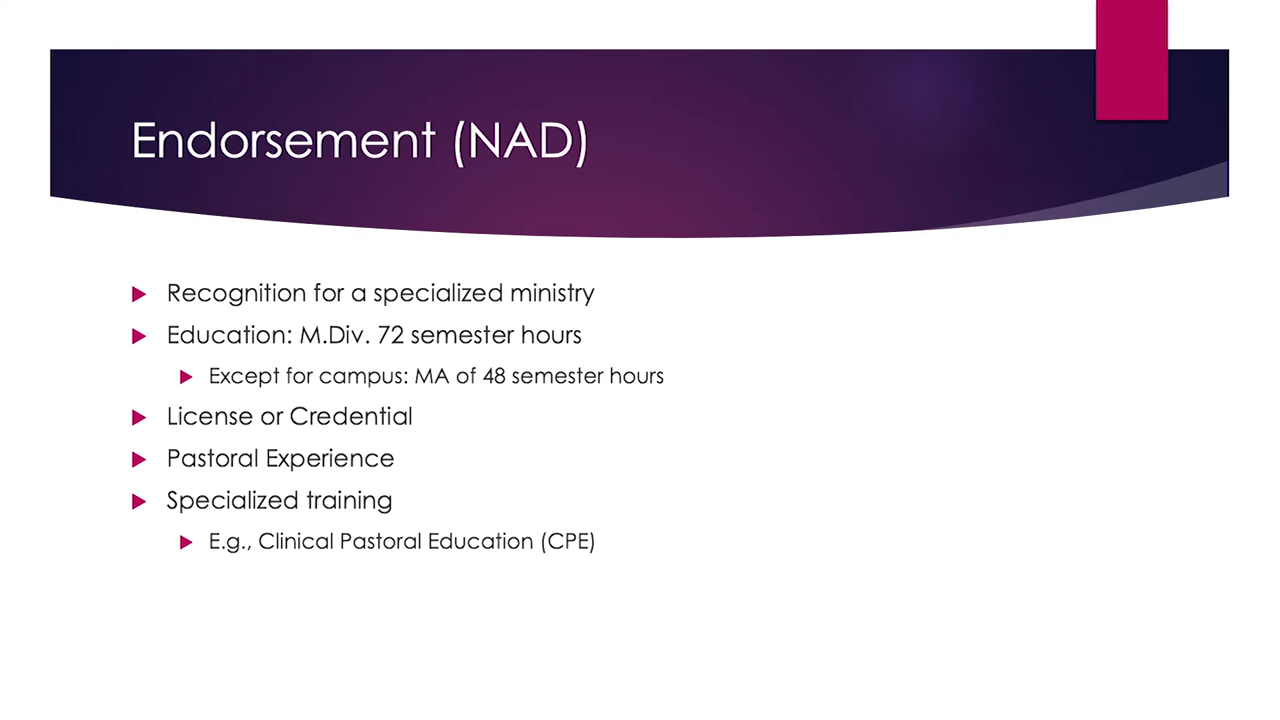 Endorsement (NAD)
Recognition for a specialized ministry
Education: M.Div. 72 semester hours
Except for campus: MA of 48 semester hours
License or Credential
Pastoral Experience
Specialized training
E.g., Clinical Pastoral Education (CPE)